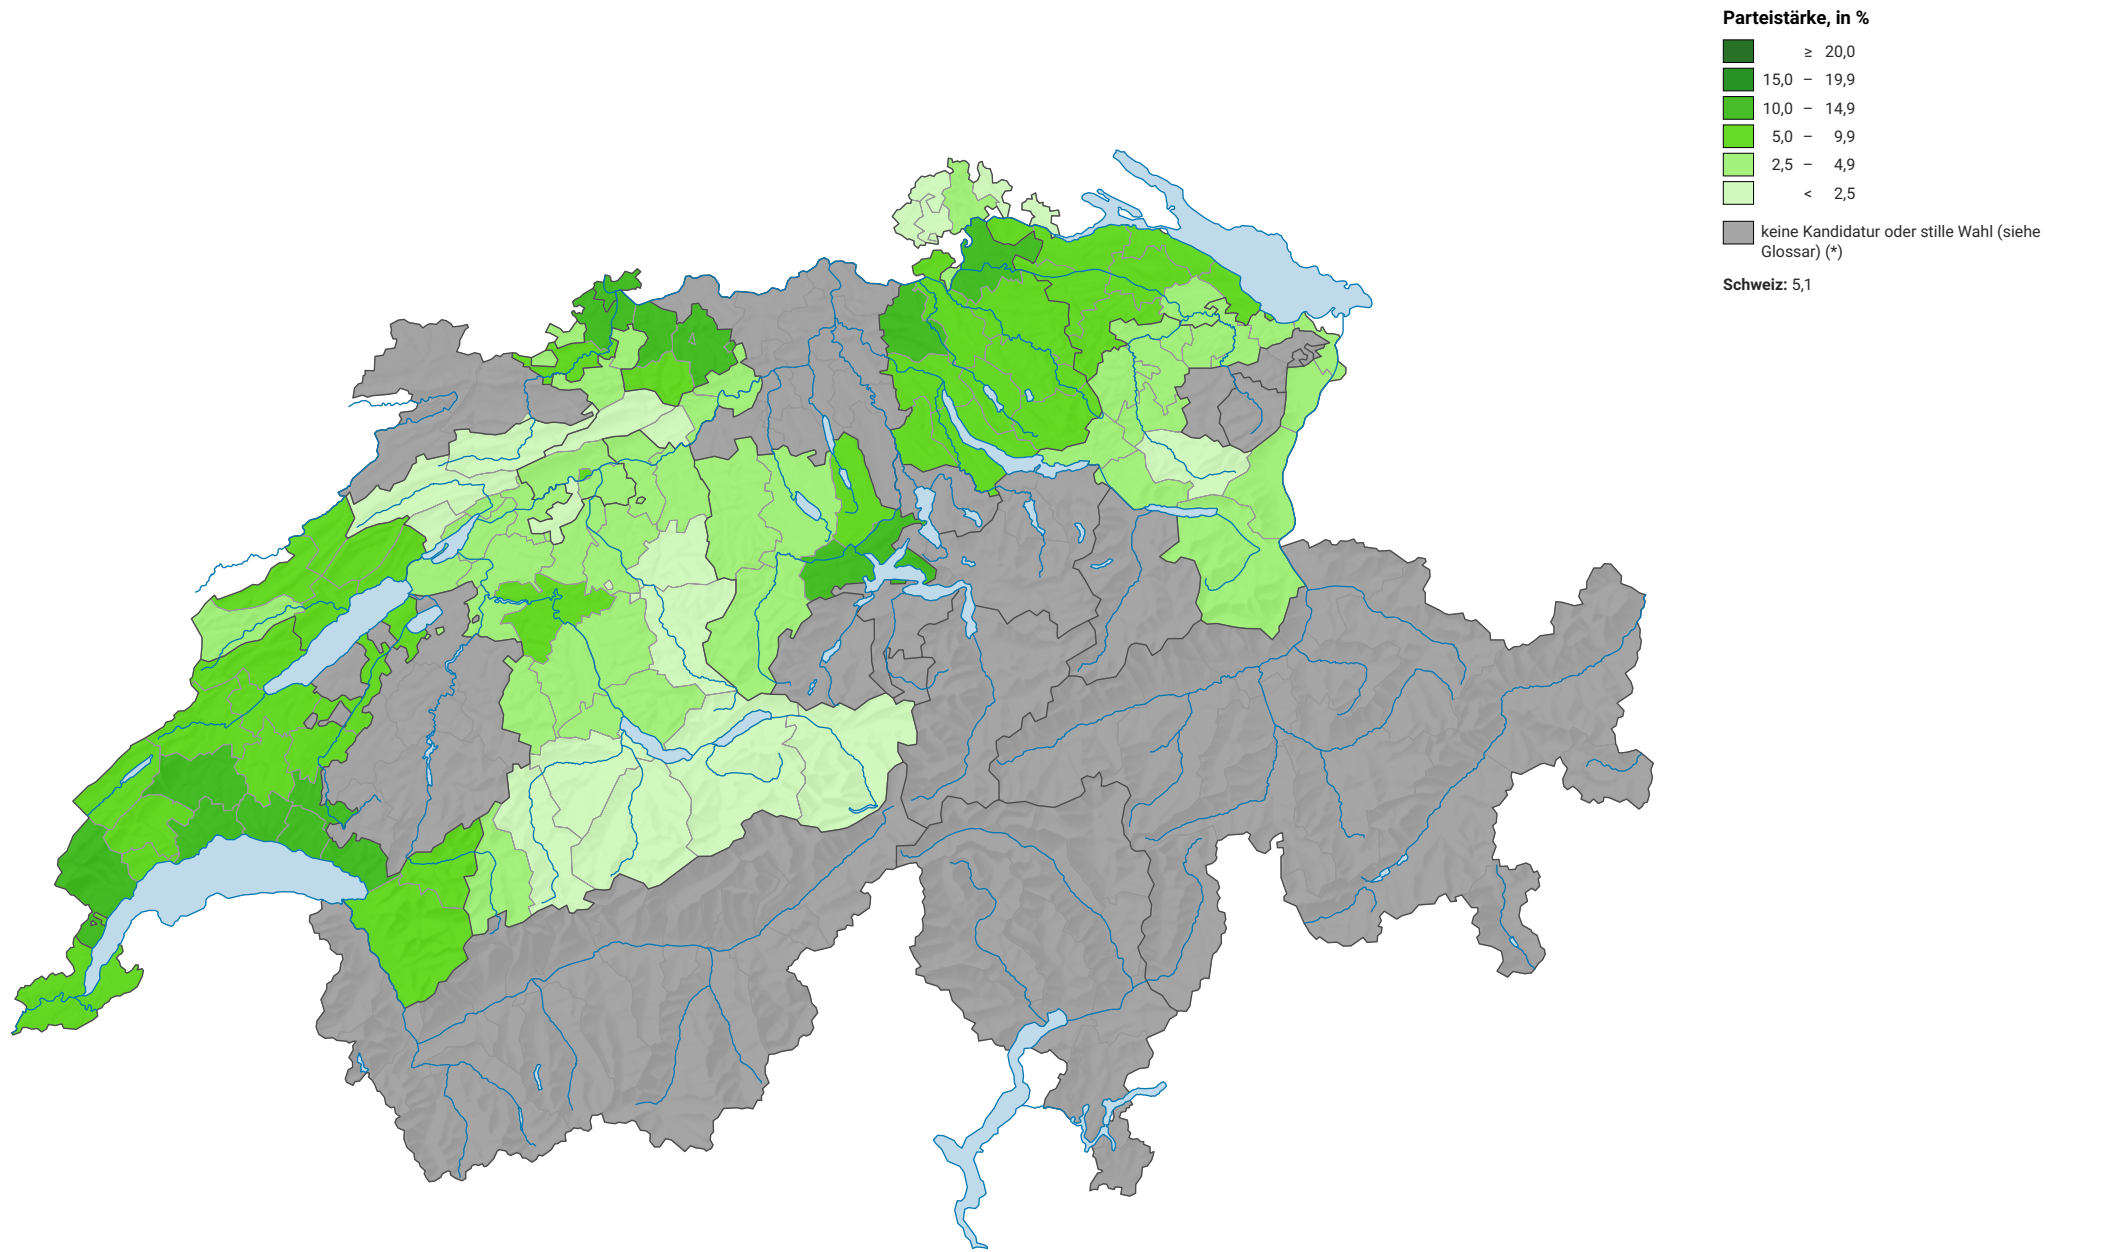 Parteistärke, in %
≥ 20,0
15,0 – 19,9
10,0 – 14,9
5,0 – 9,9
2,5 – 4,9
< 2,5
keine Kandidatur oder stille Wahl (siehe
Glossar) (*)
Schweiz: 5,1